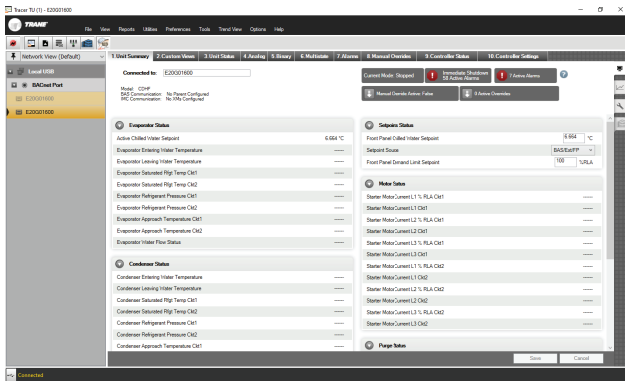 Tracer TU (1) - E20G01600
TRANE
File View Reports Utilities Preferences Tools Trend View Options Help
Network View (Default)
Local USB
BACnet Port
E20G01600
E20G01600
1.Unit Summary 2.Custom Views 3.Unit Status 4.Analog 5.Binary 6.Multistate 7.Alarms 8.Manual Overrides 9.Controller Status 10.Controller Settings
Connected to: E20G01600
Model: CDHF
BAS Communication: No Parent Configured
IMC Communication: No XMs Configured
Current Mode: Stopped
Immediate Shutdown
58 Active Alarms
Manual Override Active: False
0 Active Overrides
Evaporator Status
Active Chilled Water Setpoint 6.664 °C
Evaporator Entering Water Temperature -----
Evaporator Leaving Water Temperature -----
Evaporator Saturated Rfgt Temp Ckt1 -----
Evaporator Saturated Rfgt Temp Ckt2 -----
Evaporator Refrigerant Pressure Ckt1 -----
Evaporator Refrigerant Pressure Ckt2 -----
Evaporator Approach Temperature Ckt1 -----
Evaporator Approach Temperature Ckt2 -----
Evaporator Water Flow Status -----
Condenser Status
Condenser Entering Water Temperature -----
Condenser Leaving Water Temperature -----
Condenser Saturated Rfgt Temp Ckt1 -----
Condenser Saturated Rfgt Temp Ckt2 -----
Condenser Refrigerant Pressure Ckt1 -----
Condenser Refrigerant Pressure Ckt2 -----
Condenser Approach Temperature Ckt1 -----
Setpoint Status
Front Panel Chilled Water Setpoint 6.664 °C
Setpoint Source BAS/Ext/FP
Front Panel Demand Limit Setpoint 100 %RLA
Motor Status
Starter Motor Current L1 % RLA Ckt1 -----
Starter Motor Current L1 Ckt1 -----
Starter Motor Current L2 % RLA Ckt1 -----
Starter Motor Current L2 Ckt1 -----
Starter Motor Current L3 % RLA Ckt1 -----
Starter Motor Current L3 Ckt1 -----
Starter Motor Current L1 % RLA Ckt2 -----
Starter Motor Current L1 Ckt2 -----
Starter Motor Current L2 % RLA Ckt2 -----
Starter Motor Current L2 Ckt2 -----
Starter Motor Current L3 % RLA Ckt2 -----
Starter Motor Current L3 Ckt2 -----
Purge Status
Save Cancel
Connected